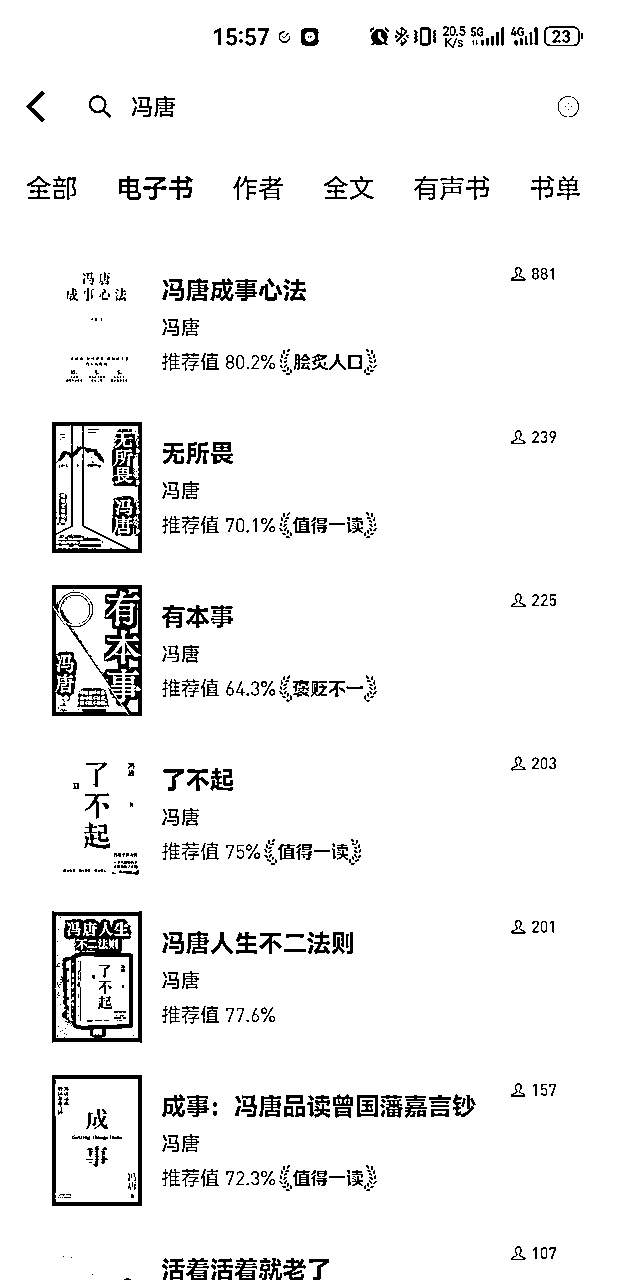 15:57 20.5 K/s 5G 4G 23
冯唐
全部 电子书 作者 全文 有声书 书单
冯唐
成事心法
冯唐成事心法
881
冯唐
推荐值 80.2% 脍炙人口
无所畏
冯唐
无所畏
239
冯唐
推荐值 70.1% 值得一读
有本事
冯唐
有本事
225
冯唐
推荐值 64.3% 褒贬不一
了不起
了不起
203
冯唐
推荐值 75% 值得一读
冯唐人生
不二法则
了不起
冯唐人生不二法则
201
冯唐
推荐值 77.6%
成事
Getting Things Done
冯唐
成事：冯唐品读曾国藩嘉言钞
157
冯唐
推荐值 72.3% 值得一读
活着活着就老了
107